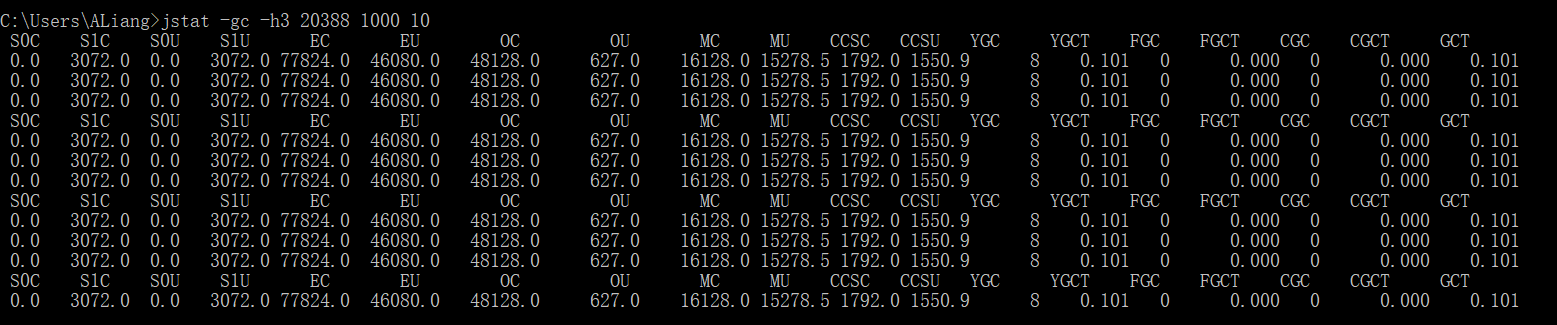 C:\Users\ALiang>jstat -gc -h3 20388 1000 10
S0C S1C S0U S1U EC EU OC OU MC MU CCSC CCSU YGC YGCT FGC FGCT CGC CGCT GCT
0.0 3072.0 0.0 3072.0 77824.0 46080.0 48128.0 627.0 16128.0 15278.5 1792.0 1550.9 8 0.101 0 0.000 0 0.000 0.101
0.0 3072.0 0.0 3072.0 77824.0 46080.0 48128.0 627.0 16128.0 15278.5 1792.0 1550.9 8 0.101 0 0.000 0 0.000 0.101
0.0 3072.0 0.0 3072.0 77824.0 46080.0 48128.0 627.0 16128.0 15278.5 1792.0 1550.9 8 0.101 0 0.000 0 0.000 0.101
S0C S1C S0U S1U EC EU OC OU MC MU CCSC CCSU YGC YGCT FGC FGCT CGC CGCT GCT
0.0 3072.0 0.0 3072.0 77824.0 46080.0 48128.0 627.0 16128.0 15278.5 1792.0 1550.9 8 0.101 0 0.000 0 0.000 0.101
0.0 3072.0 0.0 3072.0 77824.0 46080.0 48128.0 627.0 16128.0 15278.5 1792.0 1550.9 8 0.101 0 0.000 0 0.000 0.101
0.0 3072.0 0.0 3072.0 77824.0 46080.0 48128.0 627.0 16128.0 15278.5 1792.0 1550.9 8 0.101 0 0.000 0 0.000 0.101
S0C S1C S0U S1U EC EU OC OU MC MU CCSC CCSU YGC YGCT FGC FGCT CGC CGCT GCT
0.0 3072.0 0.0 3072.0 77824.0 46080.0 48128.0 627.0 16128.0 15278.5 1792.0 1550.9 8 0.101 0 0.000 0 0.000 0.101
0.0 3072.0 0.0 3072.0 77824.0 46080.0 48128.0 627.0 16128.0 15278.5 1792.0 1550.9 8 0.101 0 0.000 0 0.000 0.101
0.0 3072.0 0.0 3072.0 77824.0 46080.0 48128.0 627.0 16128.0 15278.5 1792.0 1550.9 8 0.101 0 0.000 0 0.000 0.101
S0C S1C S0U S1U EC EU OC OU MC MU CCSC CCSU YGC YGCT FGC FGCT CGC CGCT GCT
0.0 3072.0 0.0 3072.0 77824.0 46080.0 48128.0 627.0 16128.0 15278.5 1792.0 1550.9 8 0.101 0 0.000 0 0.000 0.101